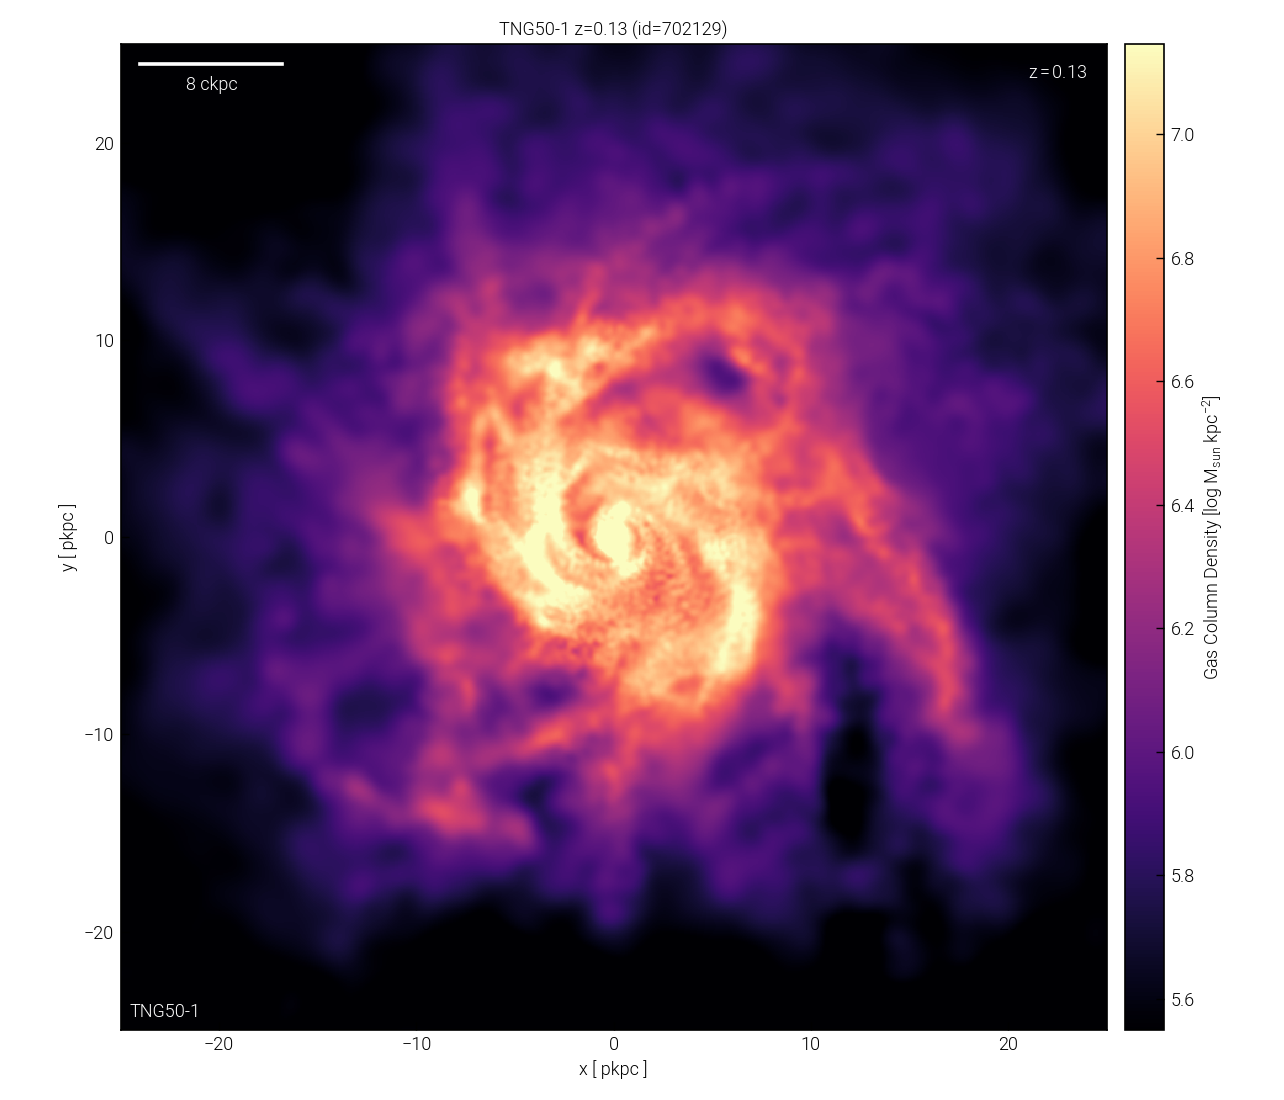 TNG50-1 z=0.13 (id=702129)
8 ckpc
z=0.13
20
10
0
−10
−20
y [ pkpc ]
TNG50-1
−20
−10
0
10
20
x [ pkpc ]
7.0
6.8
6.6
6.4
6.2
6.0
5.8
5.6
Gas Column Density [log M_sun kpc⁻²]